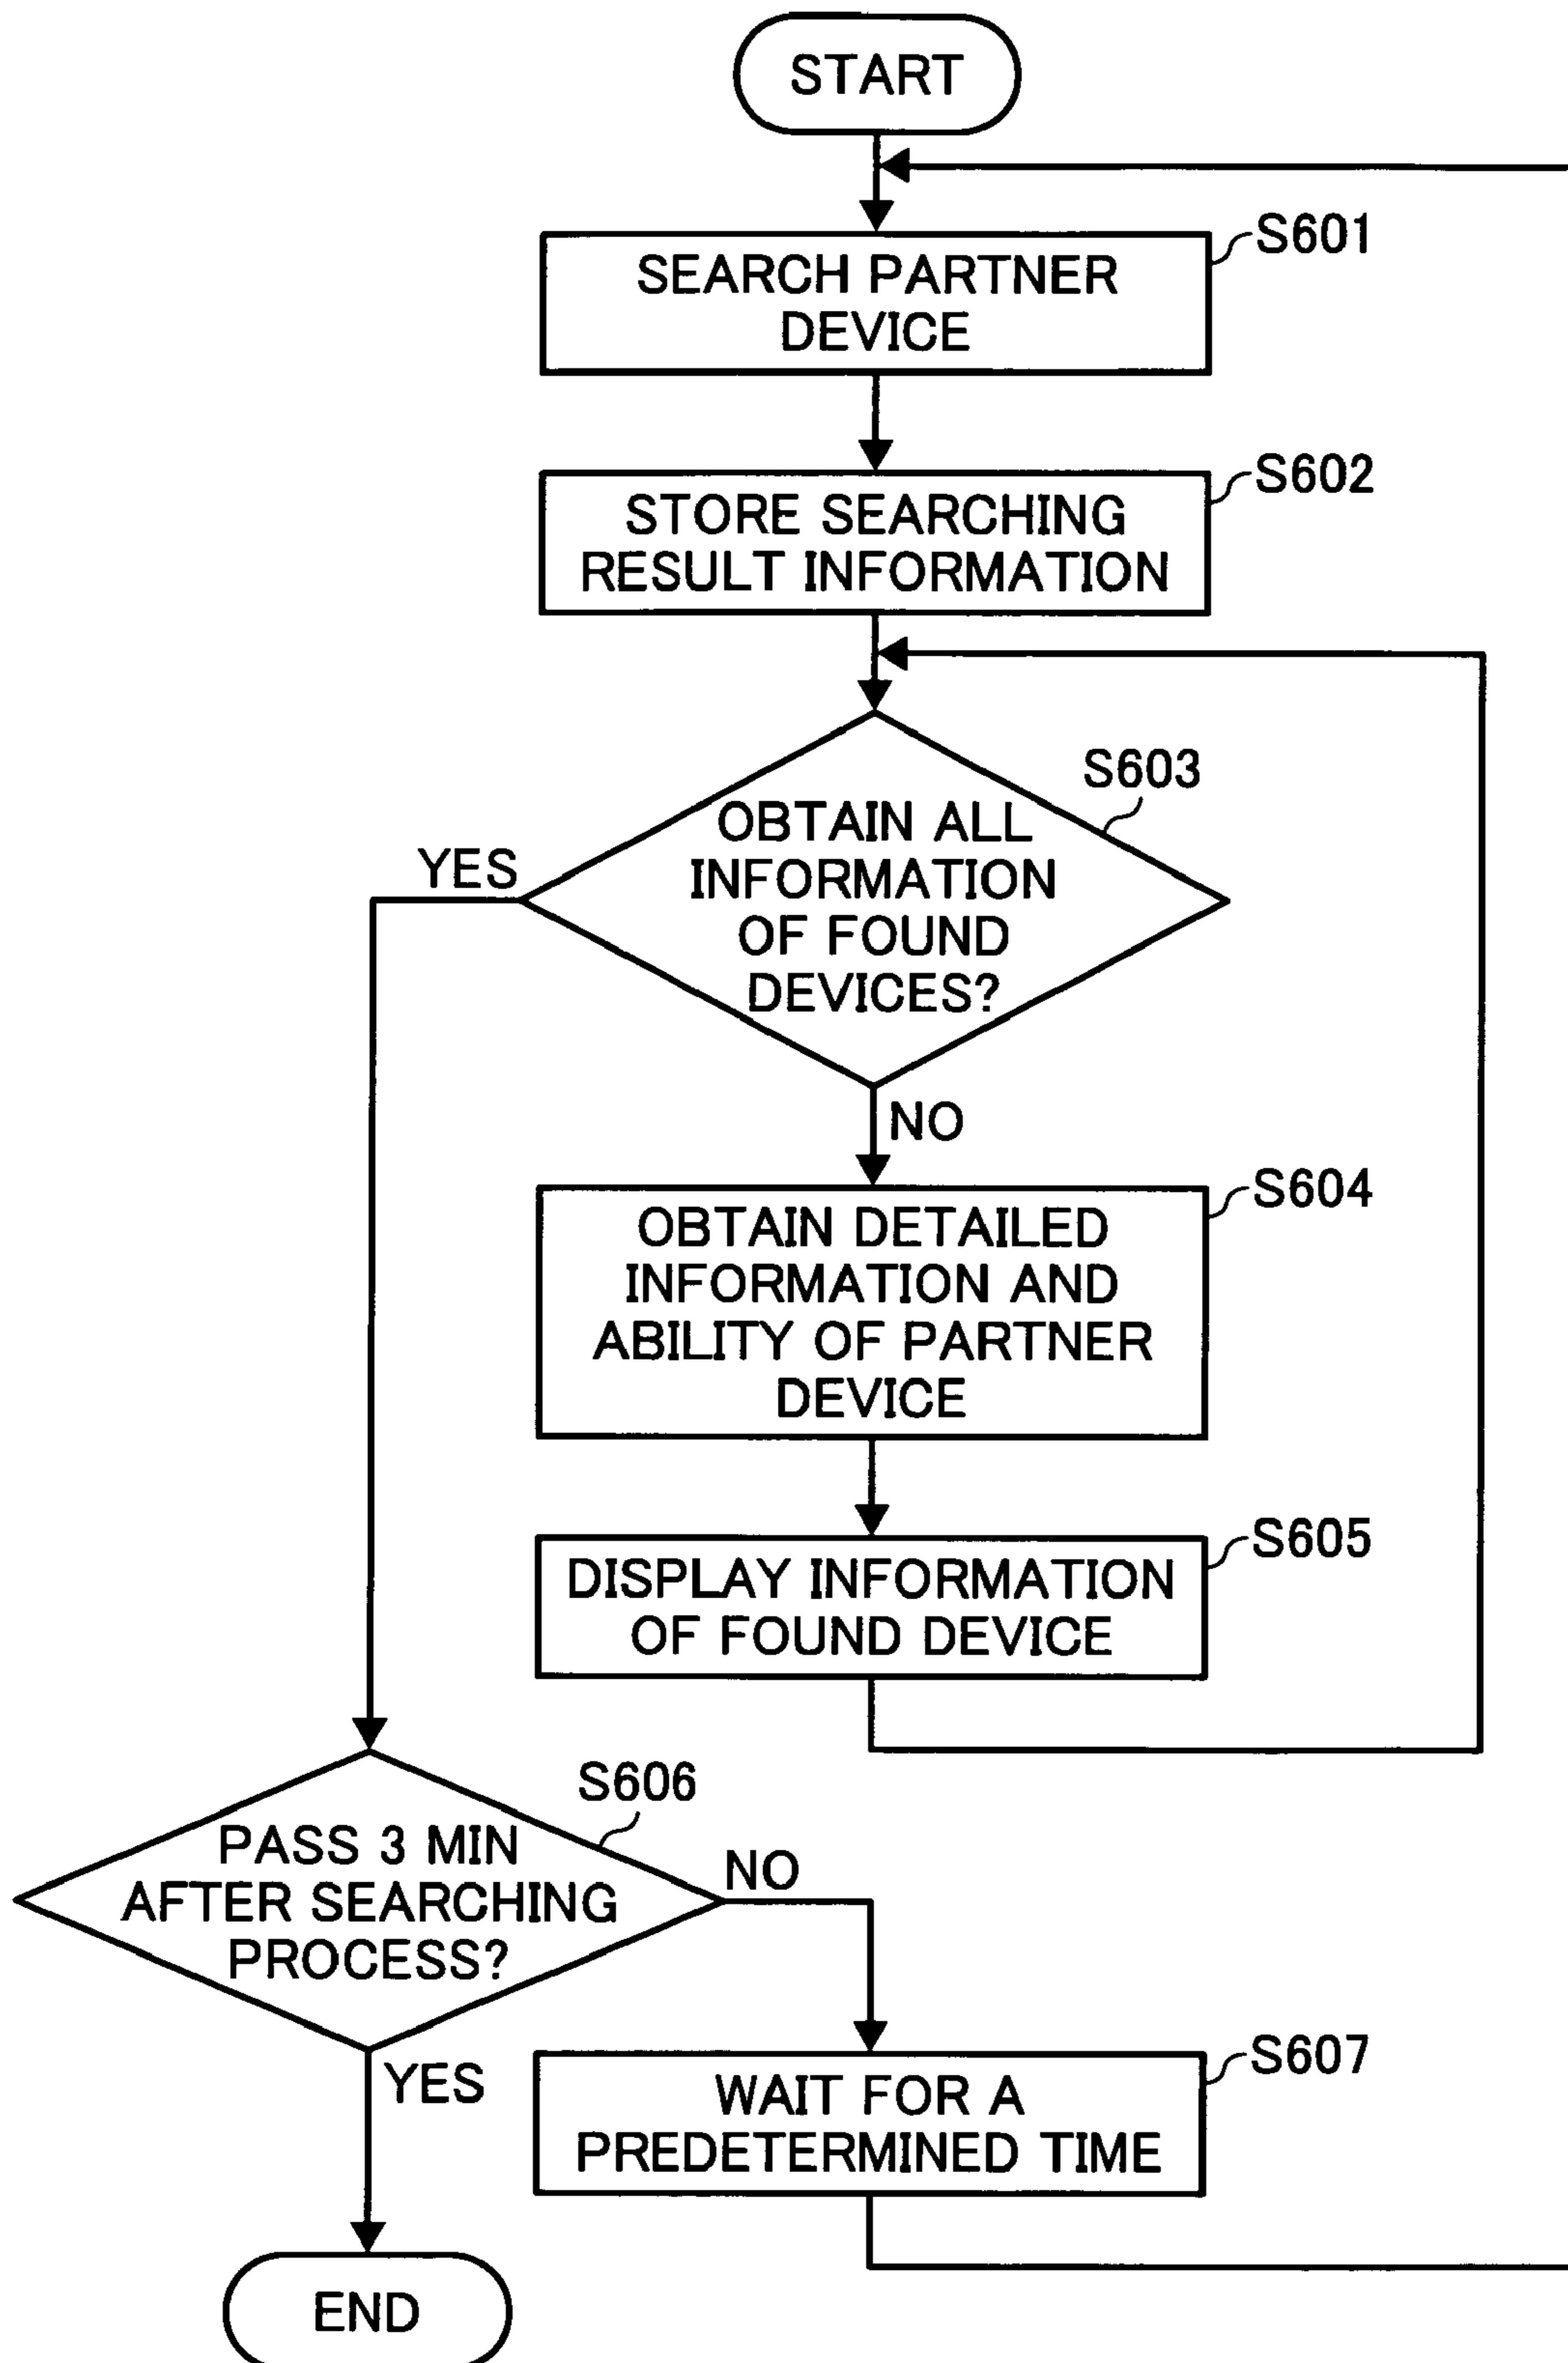 START
S601
SEARCH PARTNER
DEVICE
S602
STORE SEARCHING
RESULT INFORMATION
S603
OBTAIN ALL
INFORMATION
OF FOUND
DEVICES?
YES
NO
S604
OBTAIN DETAILED
INFORMATION AND
ABILITY OF PARTNER
DEVICE
S605
DISPLAY INFORMATION
OF FOUND DEVICE
S606
PASS 3 MIN
AFTER SEARCHING
PROCESS?
NO
YES
S607
WAIT FOR A
PREDETERMINED TIME
END